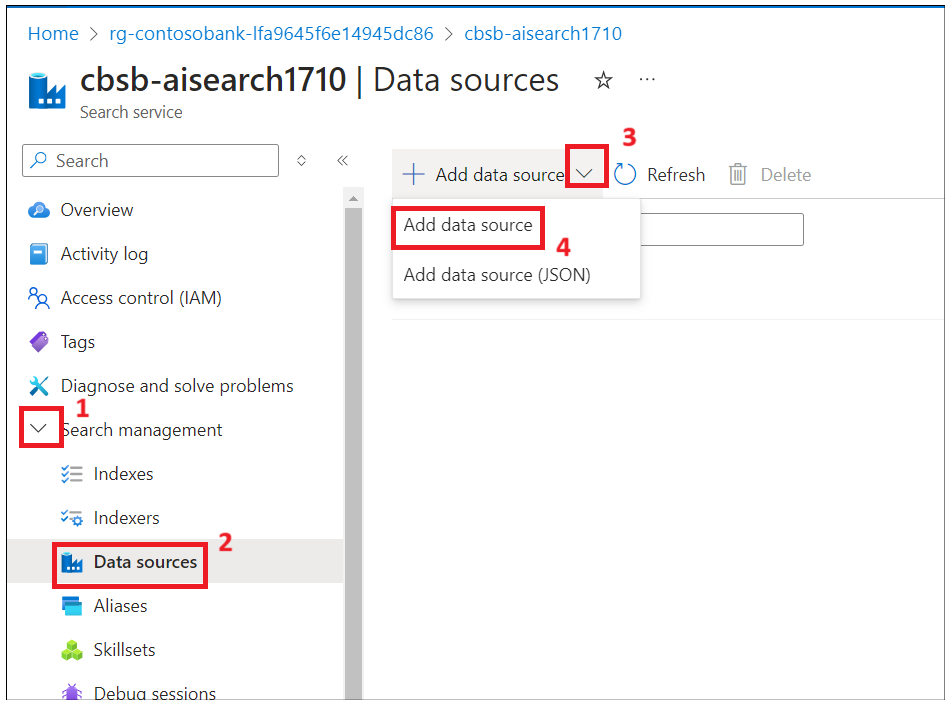 Home > rg-contosobank-lfa9645f6e14945dc86 > cbsb-aisearch1710
cbsb-aisearch1710 | Data sources
Search service
Search
Overview
Activity log
Access control (IAM)
Tags
Diagnose and solve problems
1
Search management
Indexes
Indexers
2
Data sources
Aliases
Skillsets
Debug sessions
3
Add data source
Refresh
Delete
Add data source
4
Add data source (JSON)